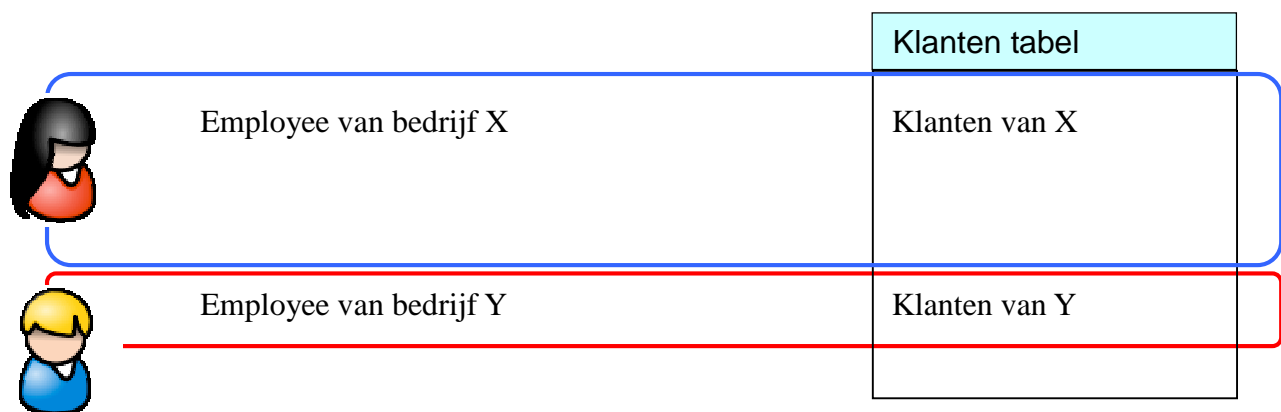 Klanten tabel
Employee van bedrijf X
Klanten van X
Employee van bedrijf Y
Klanten van Y